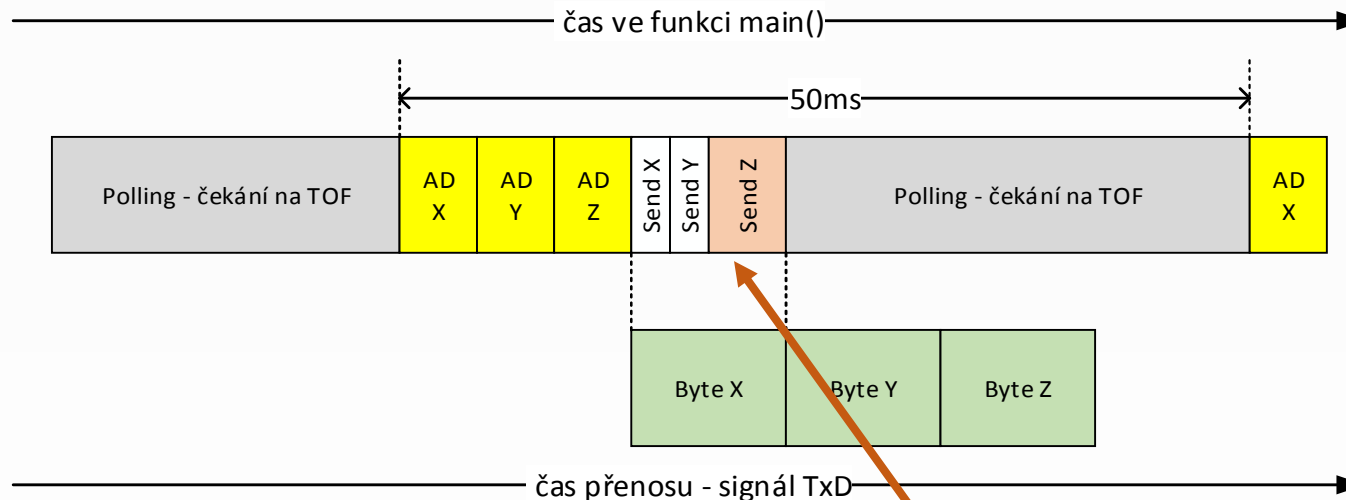 čas ve funkci main()
50ms
Polling - čekání na TOF
AD
X
AD
Y
AD
Z
Send X
Send Y
Send Z
Polling - čekání na TOF
AD
X
Byte X
Byte Y
Byte Z
čas přenosu - signál TxD